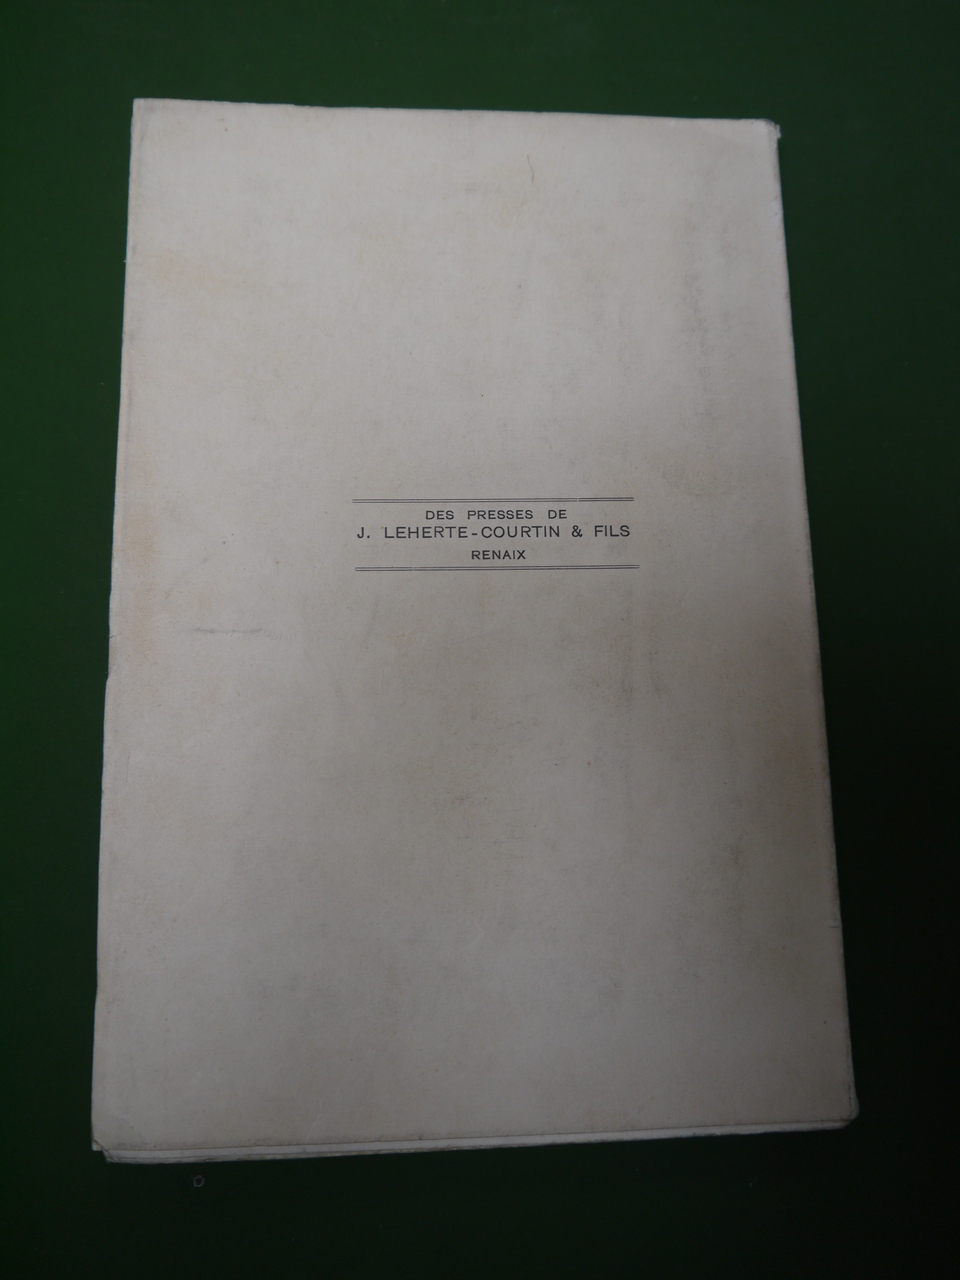 DES PRESSES DE
J. LEHERTE-COURTIN & FILS
RENAIX